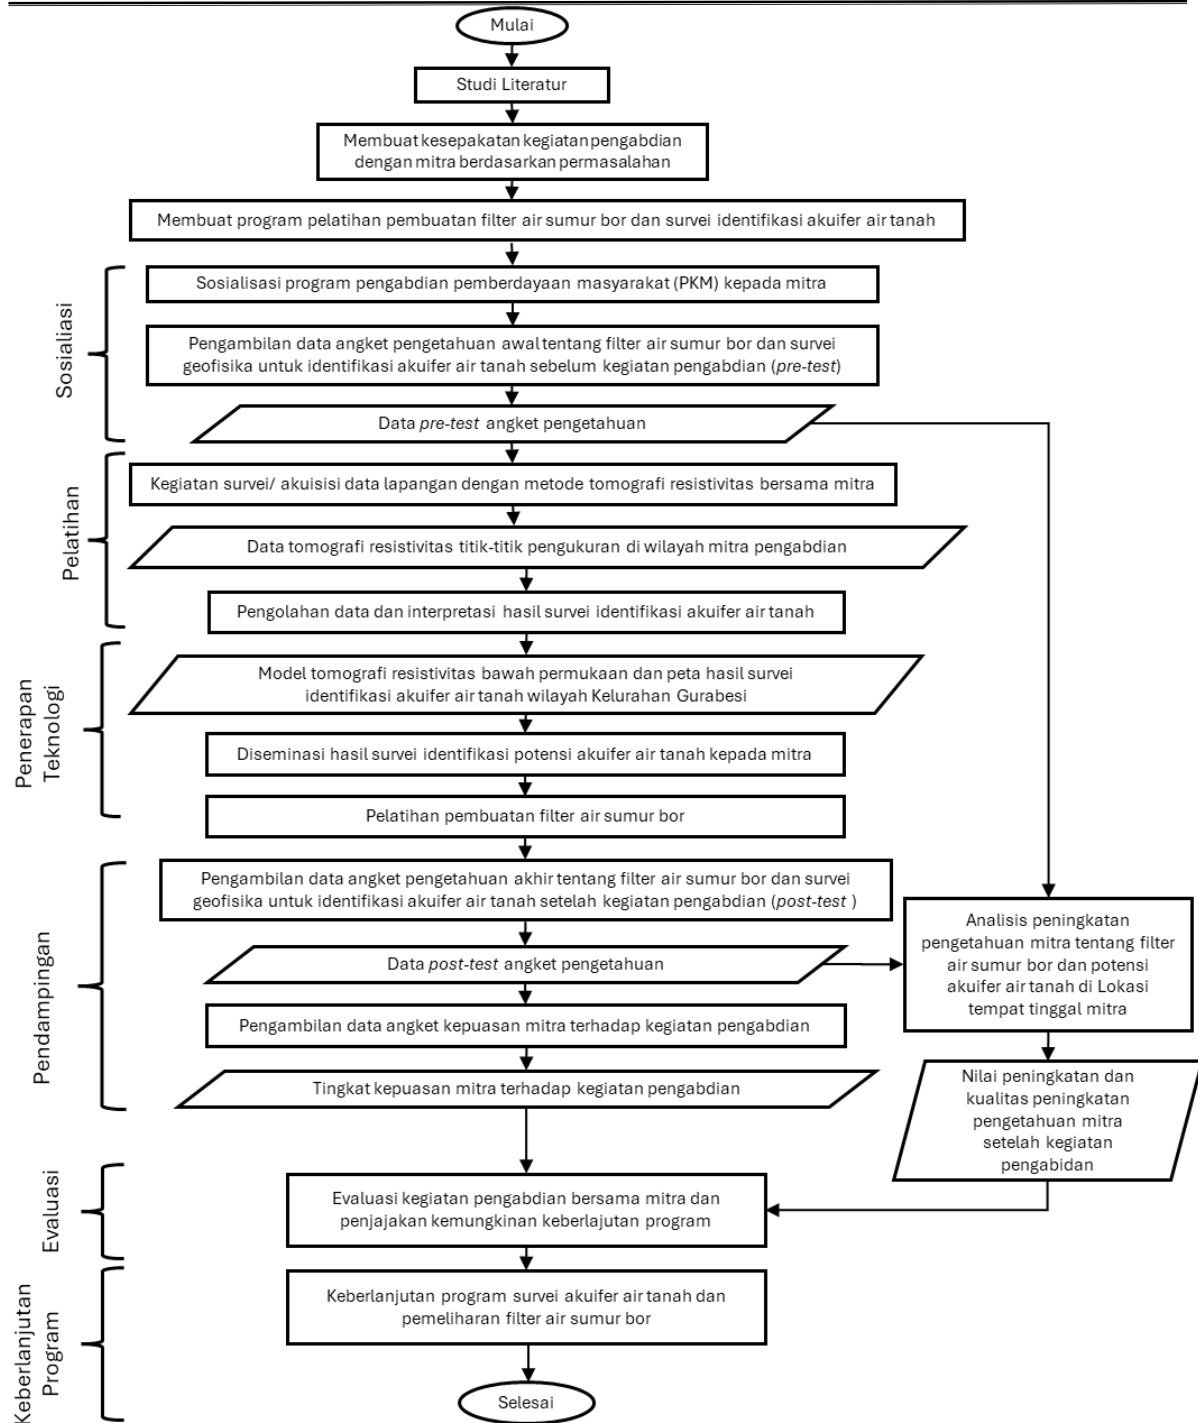 Mulai
Studi Literatur
Membuat kesepakatan kegiatan pengabdian
dengan mitra berdasarkan permasalahan
Membuat program pelatihan pembuatan filter air sumur bor dan survei identifikasi akuifer air tanah
Sosialiasi
Sosialisasi program pengabdian pemberdayaan masyarakat (PKM) kepada mitra
Pengambilan data angket pengetahuan awal tentang filter air sumur bor dan survei
geofisika untuk identifikasi akuifer air tanah sebelum kegiatan pengabdian (pre-test)
Data pre-test angket pengetahuan
Pelatihan
Kegiatan survei/ akuisisi data lapangan dengan metode tomografi resistivitas bersama mitra
Data tomografi resistivitas titik-titik pengukuran di wilayah mitra pengabdian
Pengolahan data dan interpretasi hasil survei identifikasi akuifer air tanah
Penerapan
Teknologi
Model tomografi resistivitas bawah permukaan dan peta hasil survei
identifikasi akuifer air tanah wilayah Kelurahan Gurabesi
Diseminasi hasil survei identifikasi potensi akuifer air tanah kepada mitra
Pelatihan pembuatan filter air sumur bor
Pendampingan
Pengambilan data angket pengetahuan akhir tentang filter air sumur bor dan survei
geofisika untuk identifikasi akuifer air tanah setelah kegiatan pengabdian (post-test )
Data post-test angket pengetahuan
Pengambilan data angket kepuasan mitra terhadap kegiatan pengabdian
Tingkat kepuasan mitra terhadap kegiatan pengabdian
Analisis peningkatan
pengetahuan mitra tentang filter
air sumur bor dan potensi
akuifer air tanah di Lokasi
tempat tinggal mitra
Nilai peningkatan dan
kualitas peningkatan
pengetahuan mitra
setelah kegiatan
pengabidan
Evaluasi
Evaluasi kegiatan pengabdian bersama mitra dan
penjajakan kemungkinan keberlajutan program
Keberlanjutan
Program
Keberlanjutan program survei akuifer air tanah dan
pemeliharan filter air sumur bor
Selesai